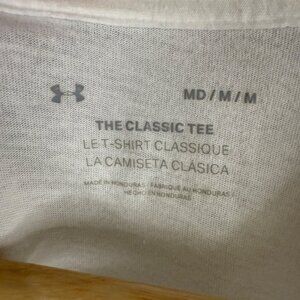 MD / M / M
THE CLASSIC TEE
LE T-SHIRT CLASSIQUE
LA CAMISETA CLÁSICA
MADE IN HONDURAS · FABRIQUÉ AU HONDURAS ·
HECHO EN HONDURAS